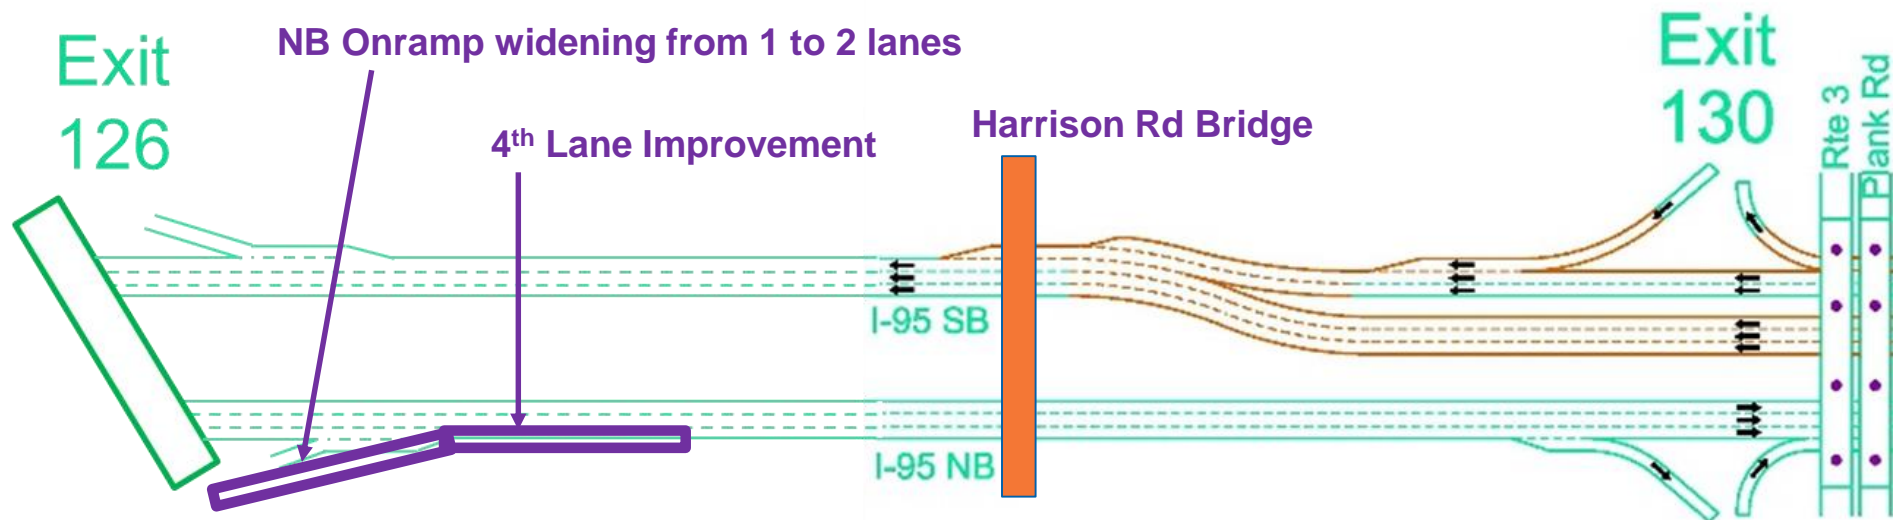 Exit
126
NB Onramp widening from 1 to 2 lanes
4th Lane Improvement
Harrison Rd Bridge
Exit
130
Rte 3
Plank Rd
I-95 SB
I-95 NB